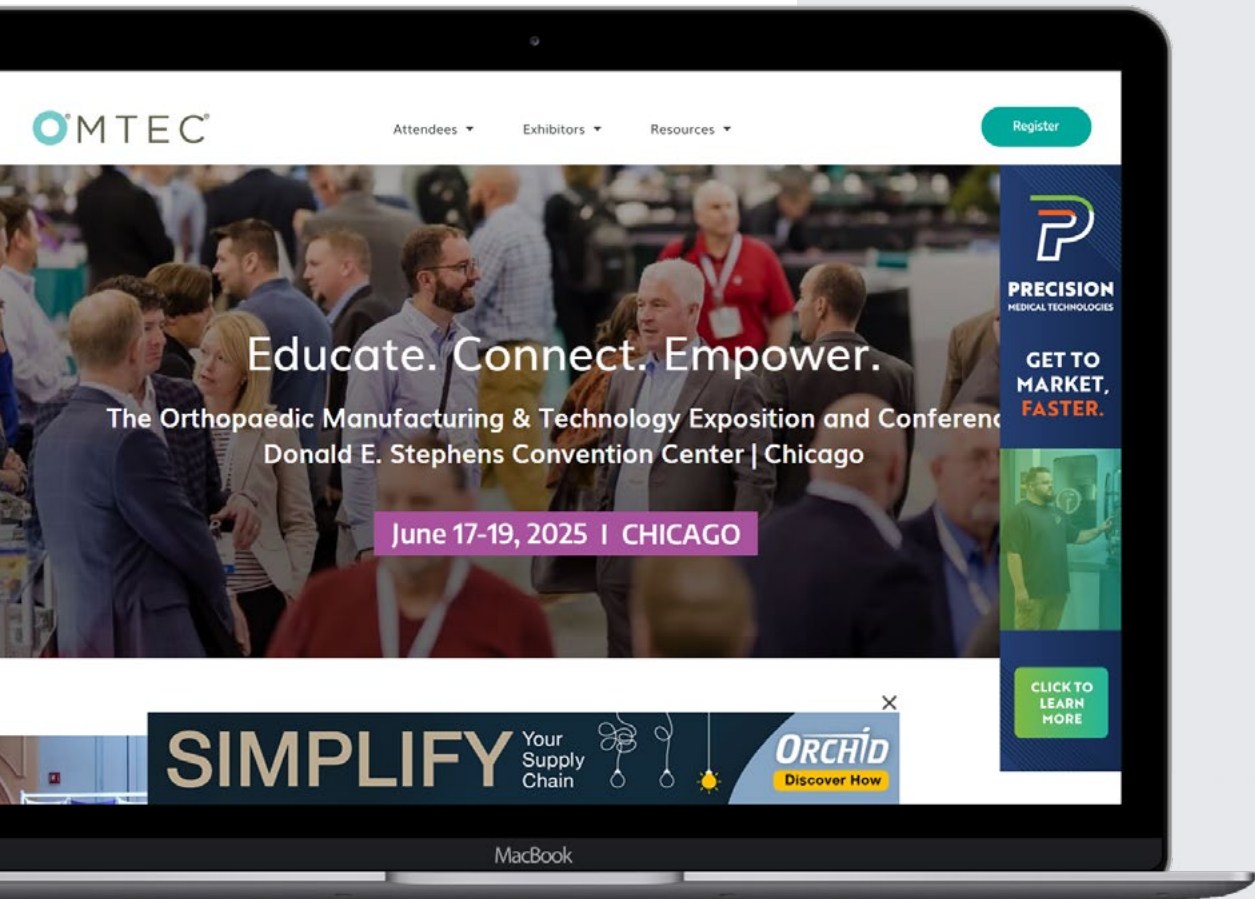 OMTEC
Attendees
Exhibitors
Resources
Register
Educate. Connect. Empower.
The Orthopaedic Manufacturing & Technology Exposition and Conferenc
Donald E. Stephens Convention Center | Chicago
June 17-19, 2025 | CHICAGO
P
PRECISION
MEDICAL TECHNOLOGIES
GET TO
MARKET,
FASTER.
CLICK TO
LEARN
MORE
SIMPLIFY
Your
Supply
Chain
ORCHID
Discover How
MacBook